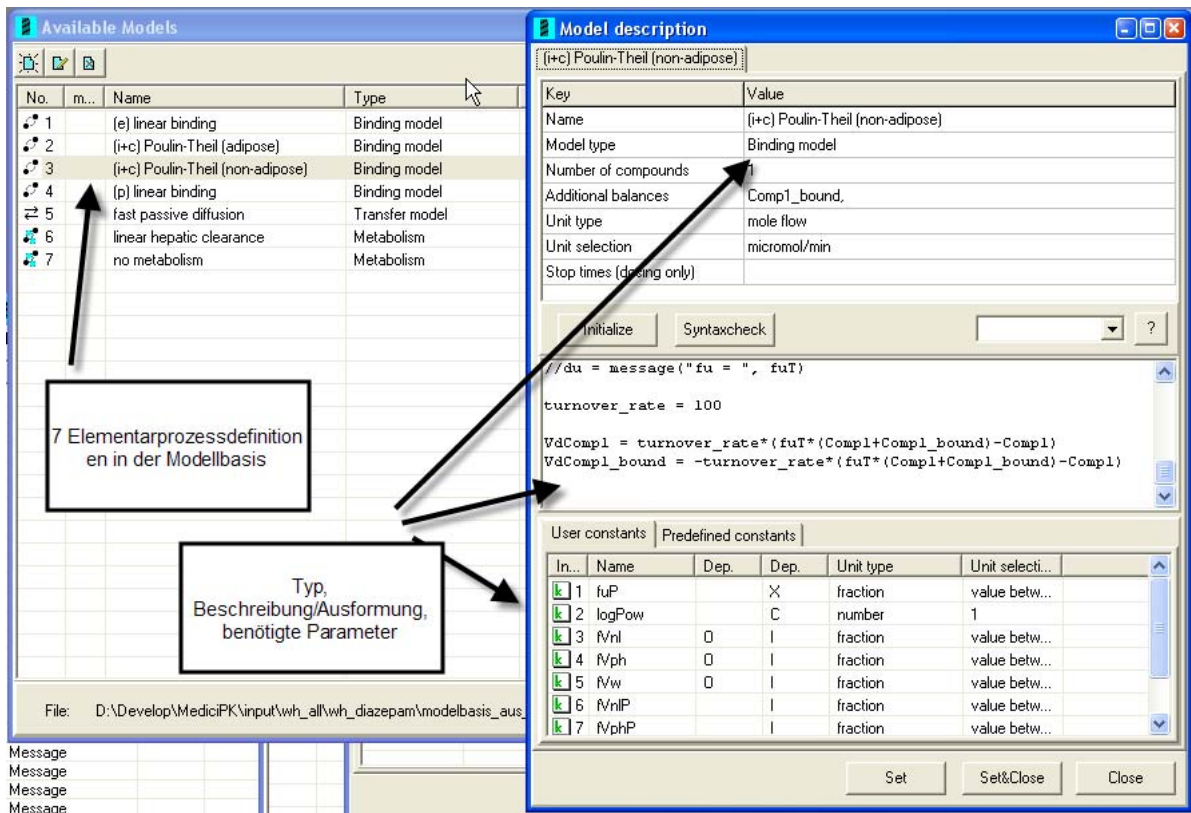 Available Models
No. m... Name Type
1 (e) linear binding Binding model
2 (i+c) Poulin-Theil (adipose) Binding model
3 (i+c) Poulin-Theil (non-adipose) Binding model
4 (p) linear binding Binding model
5 fast passive diffusion Transfer model
6 linear hepatic clearance Metabolism
7 no metabolism Metabolism
7 Elementarprozessdefinition
en in der Modellbasis
Typ,
Beschreibung/Ausformung,
benötigte Parameter
File: D:\Develop\MediciPK\input\wh_all\wh_diazepam\modelbasis_aus_
Message
Message
Message
Message
Model description
(i+c) Poulin-Theil (non-adipose)
Key Value
Name (i+c) Poulin-Theil (non-adipose)
Model type Binding model
Number of compounds 1
Additional balances Comp1_bound,
Unit type mole flow
Unit selection micromol/min
Stop times (dosing only)
Initialize Syntaxcheck ?
//du = message("fu = ", fuT)
turnover_rate = 100
VdComp1 = turnover_rate*(fuT*(Comp1+Comp1_bound)-Comp1)
VdComp1_bound = -turnover_rate*(fuT*(Comp1+Comp1_bound)-Comp1)
User constants Predefined constants
In... Name Dep. Dep. Unit type Unit selecti...
k 1 fuP X fraction value betw...
k 2 logPow C number 1
k 3 fVnl O I fraction value betw...
k 4 fVph O I fraction value betw...
k 5 fVw O I fraction value betw...
k 6 fVnlP I fraction value betw...
k 7 fVphP I fraction value betw...
Set Set&Close Close